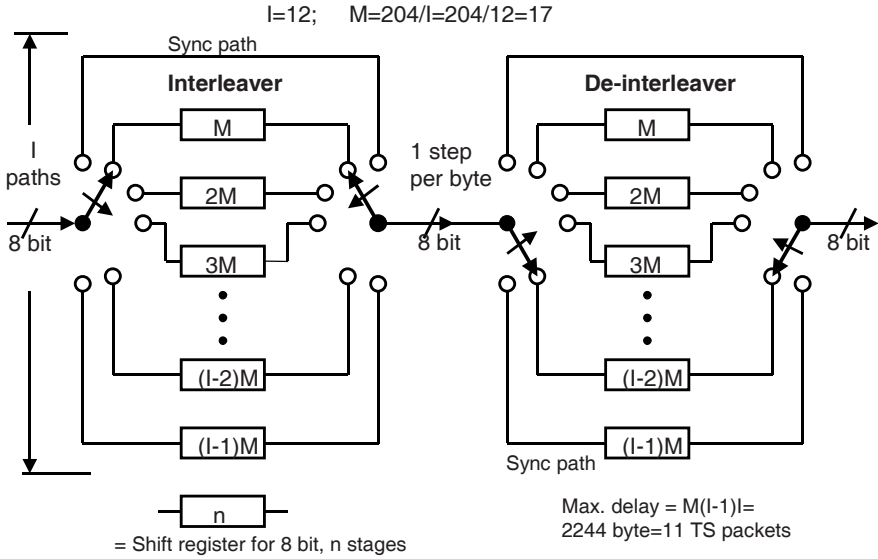 I=12; M=204/I=204/12=17
Sync path
Interleaver
De-interleaver
M
M
I
paths
1 step
per byte
2M
2M
8 bit
8 bit
8 bit
3M
3M
(I-2)M
(I-2)M
(I-1)M
(I-1)M
Sync path
n
= Shift register for 8 bit, n stages
Max. delay = M(I-1)I=
2244 byte=11 TS packets